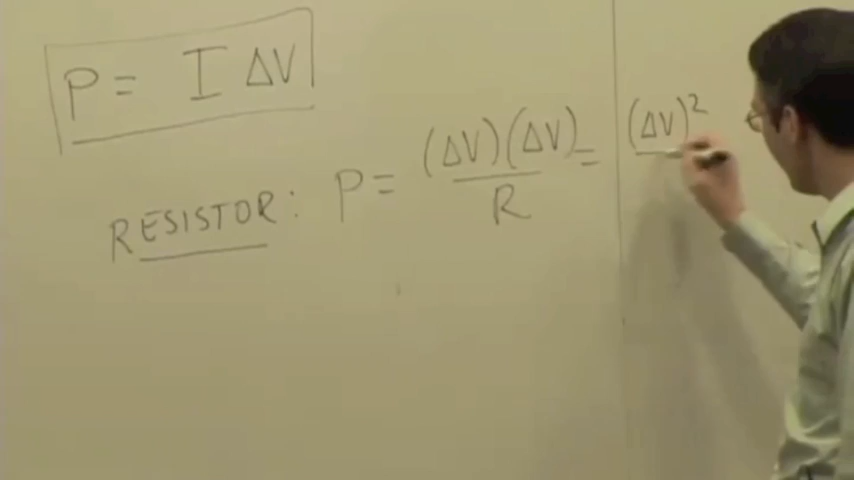 P = I ΔV
RESISTOR: P = (ΔV)(ΔV)/R = (ΔV)²